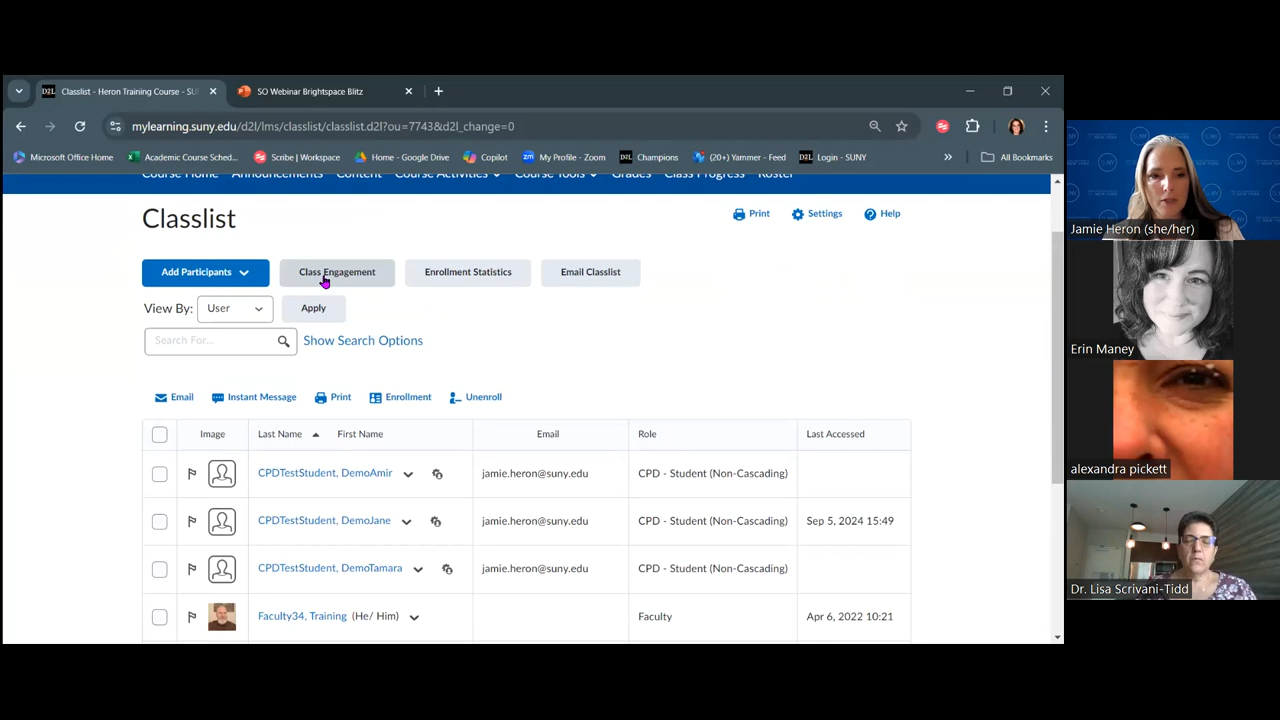 Classlist - Heron Training Course - SU
SO Webinar Brightspace Blitz
mylearning.suny.edu/d2l/lms/classlist/classlist.d2l?ou=7743&d2l_change=0
Microsoft Office Home
Academic Course Sched...
Scribe | Workspace
Home - Google Drive
Copilot
My Profile - Zoom
Champions
(20+) Yammer - Feed
Login - SUNY
All Bookmarks
Course Home Announcements Content Course Activities Course Tools Grades Class Progress Roster
Classlist
Print Settings Help
Add Participants Class Engagement Enrollment Statistics Email Classlist
View By: User Apply
Search For... Show Search Options
Email Instant Message Print Enrollment Unenroll
Image Last Name First Name Email Role Last Accessed
CPDTestStudent, DemoAmir jamie.heron@suny.edu CPD - Student (Non-Cascading)
CPDTestStudent, DemoJane jamie.heron@suny.edu CPD - Student (Non-Cascading) Sep 5, 2024 15:49
CPDTestStudent, DemoTamara jamie.heron@suny.edu CPD - Student (Non-Cascading)
Faculty34, Training (He/ Him) Faculty Apr 6, 2022 10:21
Jamie Heron (she/her)
Erin Maney
alexandra pickett
Dr. Lisa Scrivani-Tidd